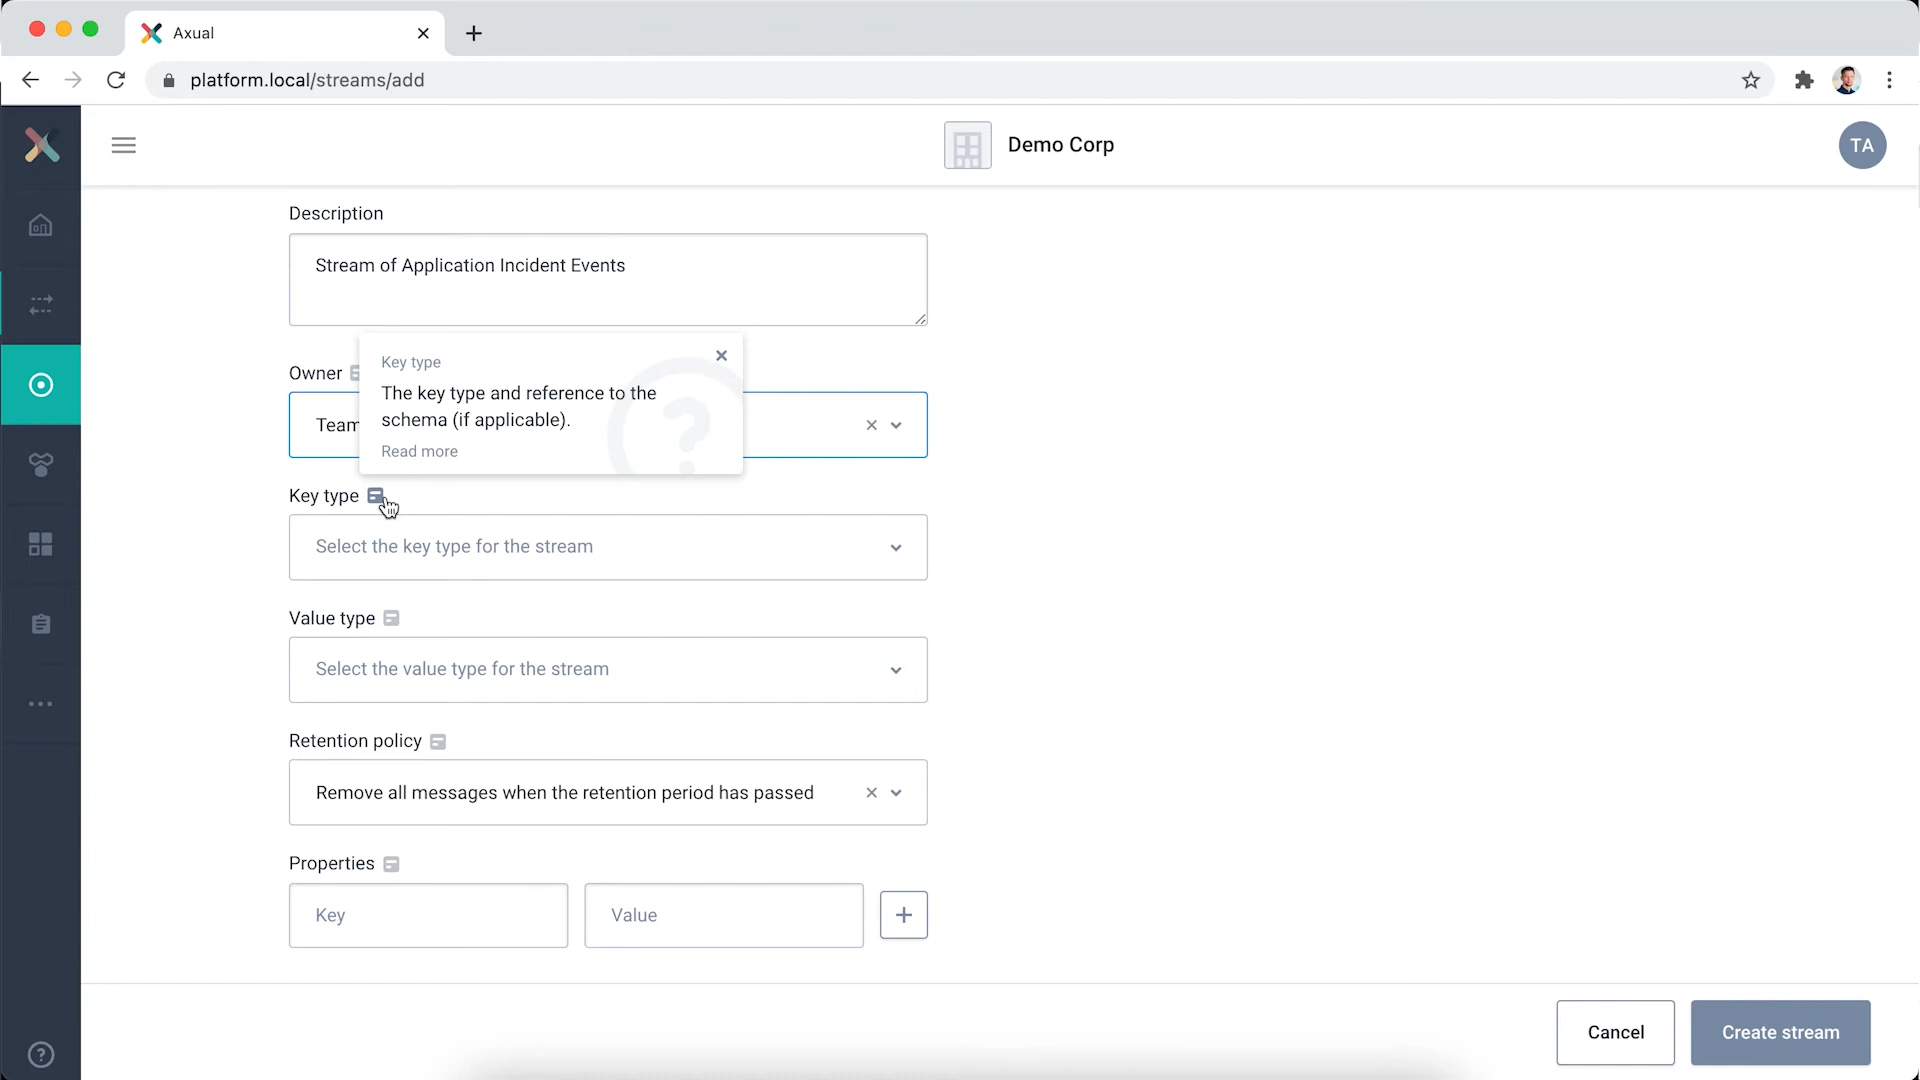 Axual
platform.local/streams/add
Demo Corp
TA
Description
Stream of Application Incident Events
Owner
Team
Key type
The key type and reference to the
schema (if applicable).
Read more
Key type
Select the key type for the stream
Value type
Select the value type for the stream
Retention policy
Remove all messages when the retention period has passed
Properties
Key
Value
Cancel
Create stream